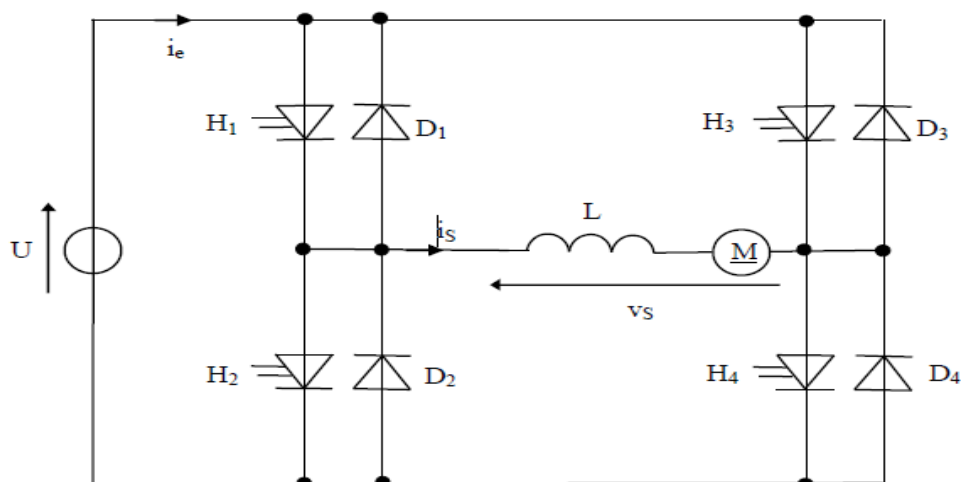 iₑ
H₁
D₁
H₃
D₃
U
iS
L
M
vS
H₂
D₂
H₄
D₄